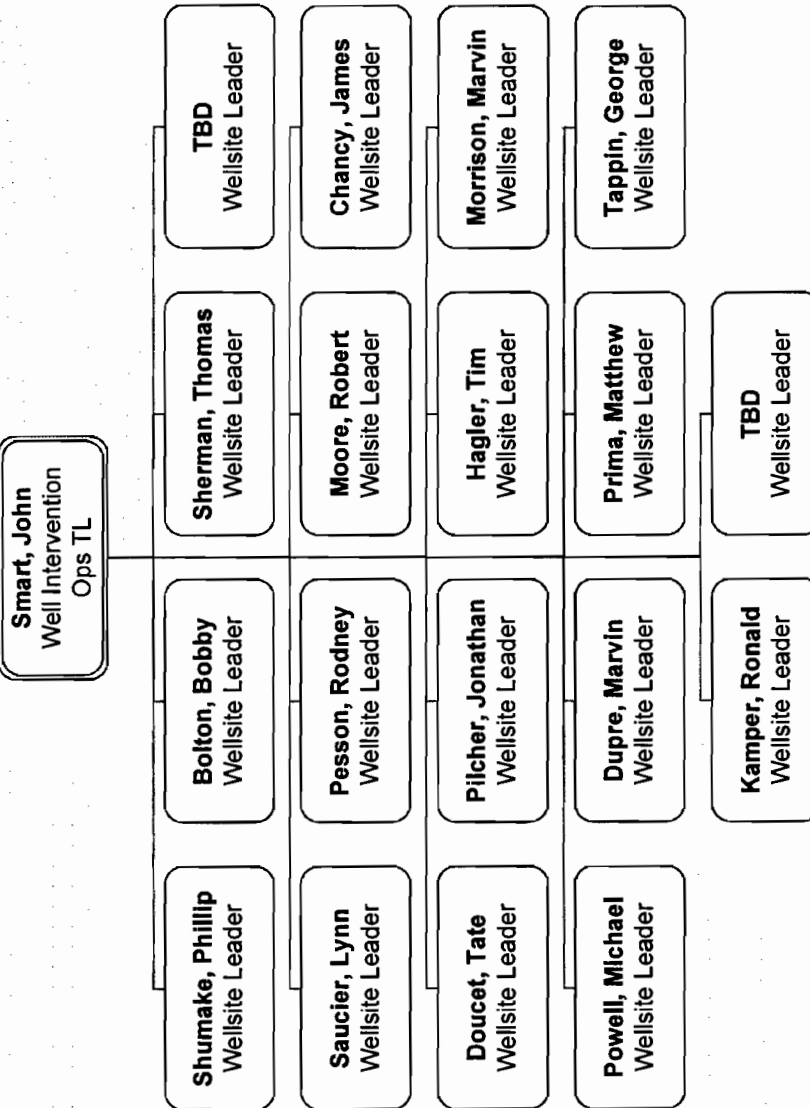 Smart, John
Well Intervention
Ops TL
Shumake, Phillip
Wellsite Leader
Bolton, Bobby
Wellsite Leader
Sherman, Thomas
Wellsite Leader
TBD
Wellsite Leader
Saucier, Lynn
Wellsite Leader
Pesson, Rodney
Wellsite Leader
Moore, Robert
Wellsite Leader
Chancy, James
Wellsite Leader
Doucet, Tate
Wellsite Leader
Pilcher, Jonathan
Wellsite Leader
Hagler, Tim
Wellsite Leader
Morrison, Marvin
Wellsite Leader
Powell, Michael
Wellsite Leader
Dupre, Marvin
Wellsite Leader
Prima, Matthew
Wellsite Leader
Tappin, George
Wellsite Leader
Kamper, Ronald
Wellsite Leader
TBD
Wellsite Leader